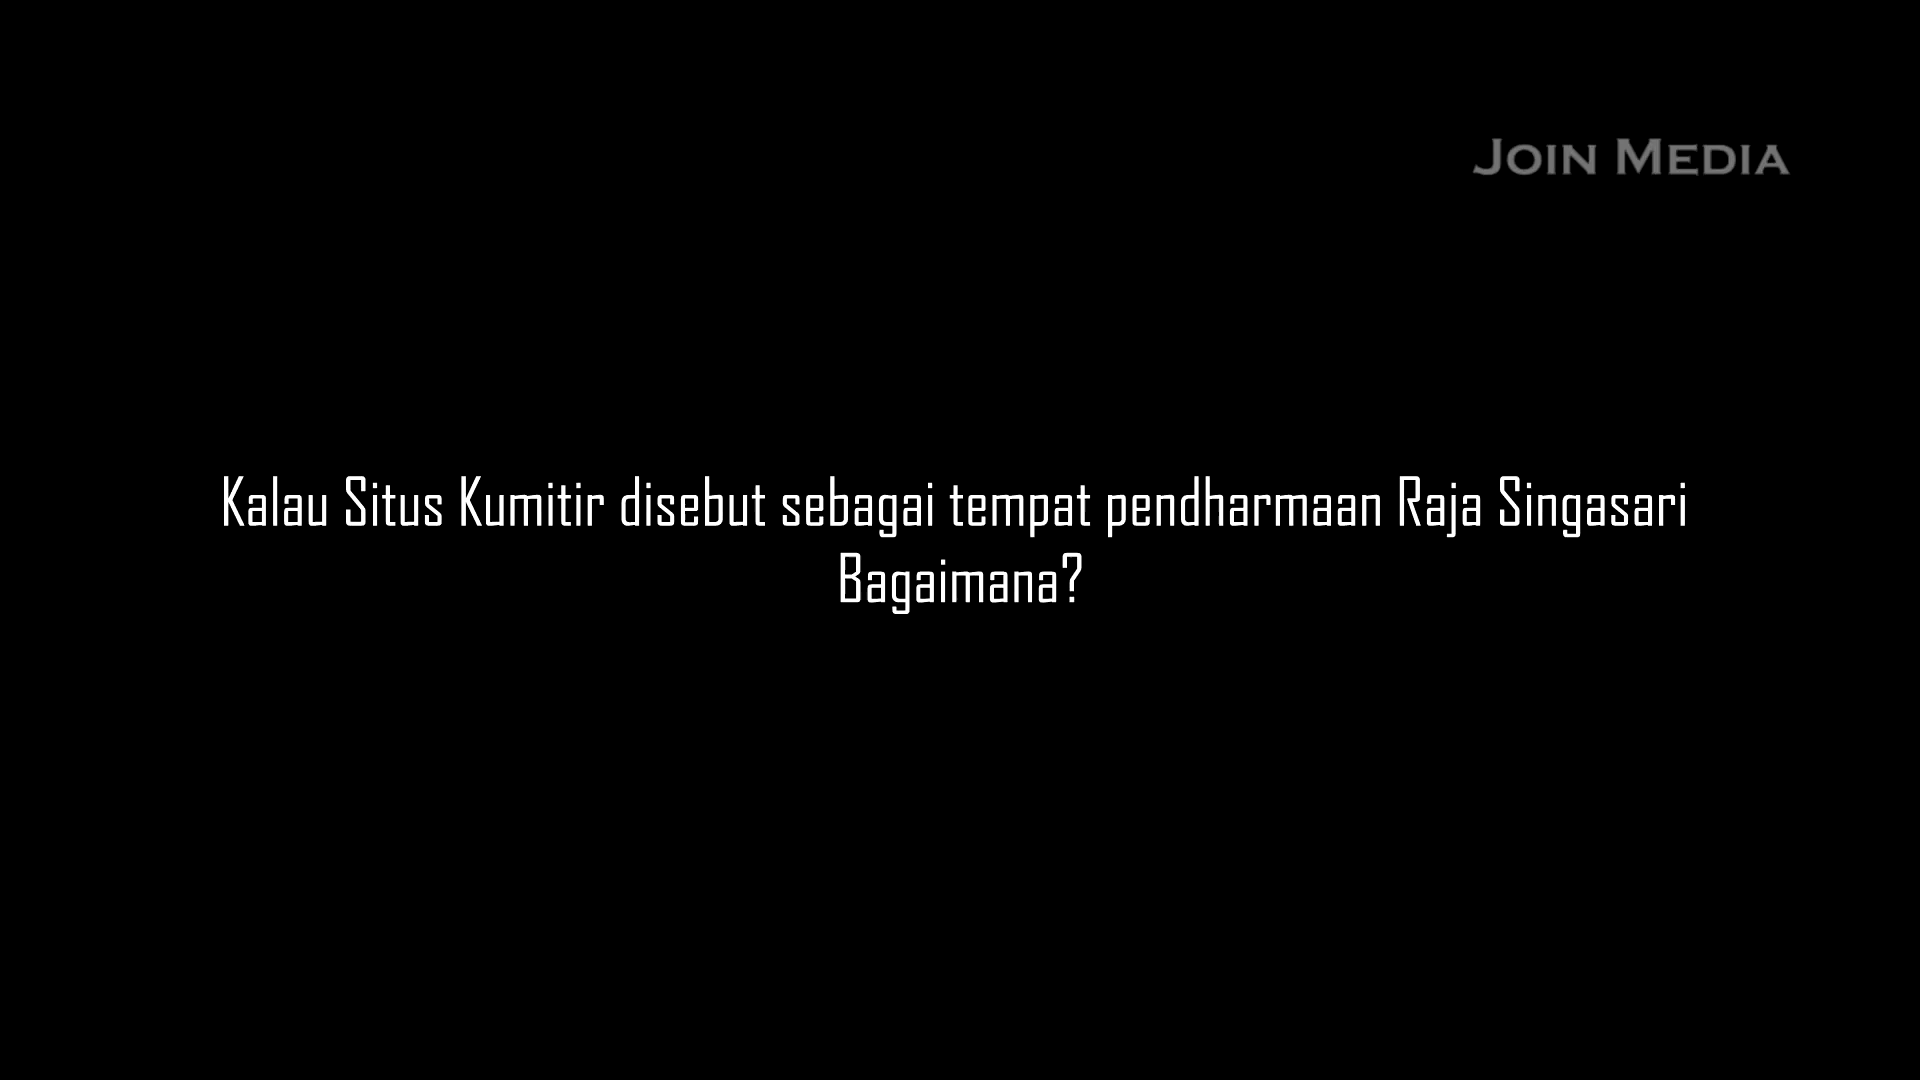 JOIN MEDIA
Kalau Situs Kumitir disebut sebagai tempat pendharmaan Raja Singasari
Bagaimana?